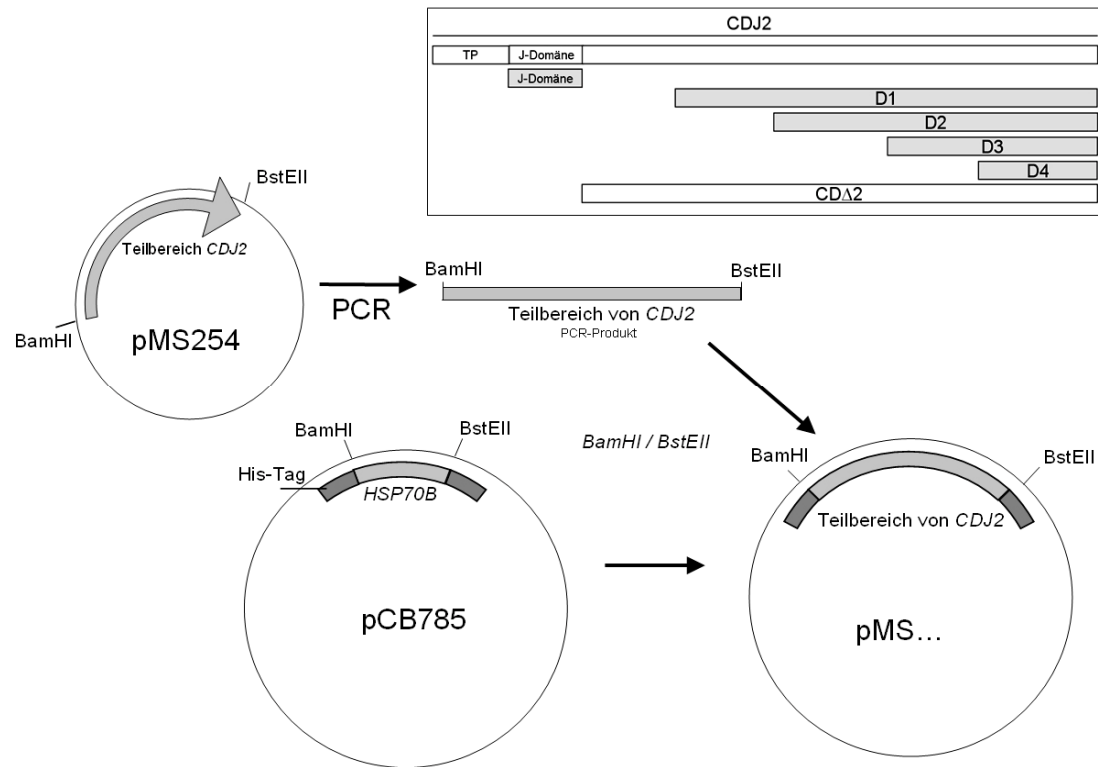 CDJ2
TP J-Domäne
J-Domäne
D1
D2
D3
D4
CDΔ2
BstEII
Teilbereich CDJ2
BamHI
pMS254
PCR
BamHI
BstEII
Teilbereich von CDJ2
PCR-Produkt
BamHI
BstEII
His-Tag
HSP70B
pCB785
BamHI / BstEII
BamHI
BstEII
Teilbereich von CDJ2
pMS...